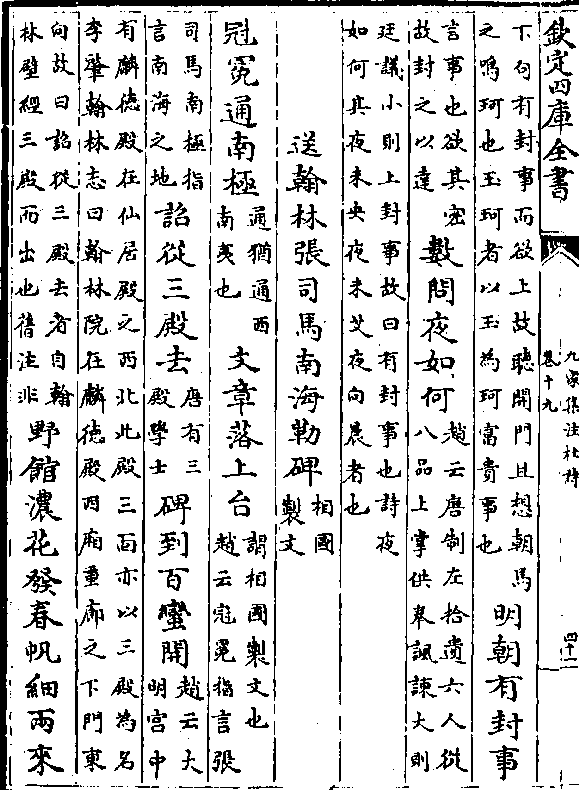 欽定四庫全書
九家集注杜詩
卷十九
四十一
下句有封事而欲上故聽開門且想朝馬
之鳴珂也玉珂者以玉為珂富貴事也
明朝有封事
言事也欲其宻
故封之以達
數問夜如何
趙云唐制左拾遺六人從
八品上掌供奉諷諫大則
廷議小則上封事故曰有封事也詩夜
如何其夜未央夜未艾夜向晨者也
送翰林張司馬南海勒碑
相國
製文
冠冕通南極
通猶通西
南夷也
文章落上台
謂相國製文也
趙云冠冕指言張
司馬南極指
言南海之地
詔從三殿去
唐有三
殿學士
碑到百蠻開
趙云大
明宮中
有麟德殿在仙居殿之西北此殿三面亦以三殿為名
李肇翰林志曰翰林院在麟德殿西廂重廊之下門東
向故曰詔從三殿去者自翰
林歷經三殿而出也舊注非
野館濃花發春帆細雨來